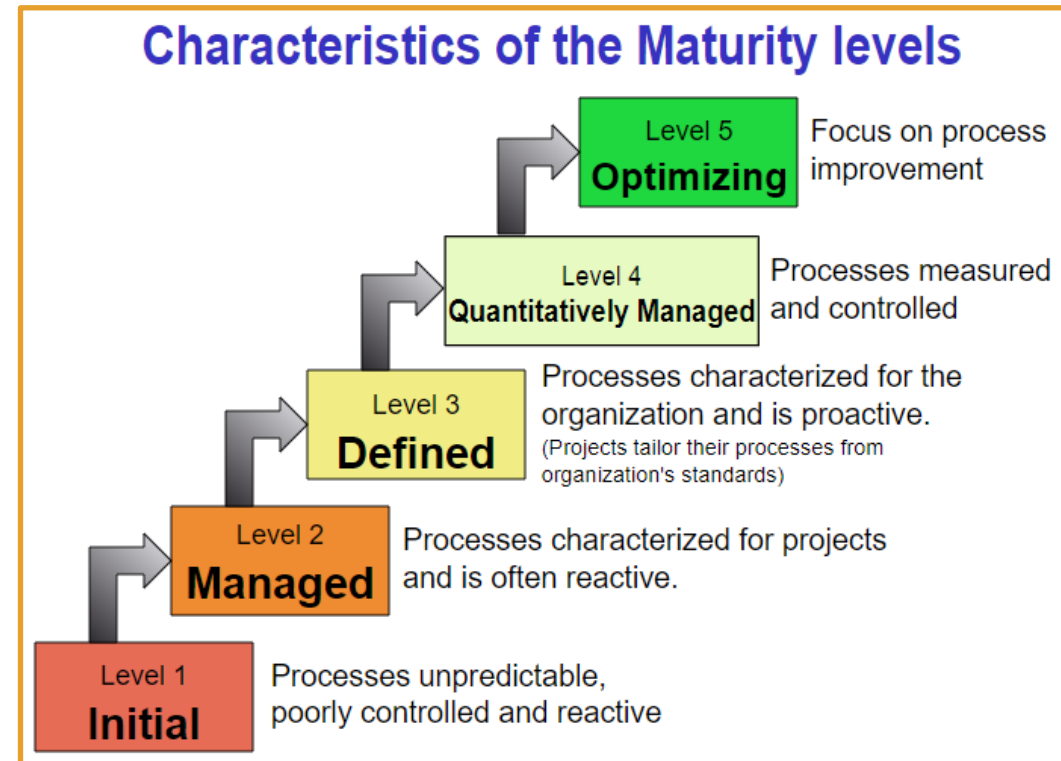 Characteristics of the Maturity levels
Level 5
Optimizing
Focus on process
improvement
Level 4
Quantitatively Managed
Processes measured
and controlled
Level 3
Defined
Processes characterized for the
organization and is proactive.
(Projects tailor their processes from
organization's standards)
Level 2
Managed
Processes characterized for projects
and is often reactive.
Level 1
Initial
Processes unpredictable,
poorly controlled and reactive